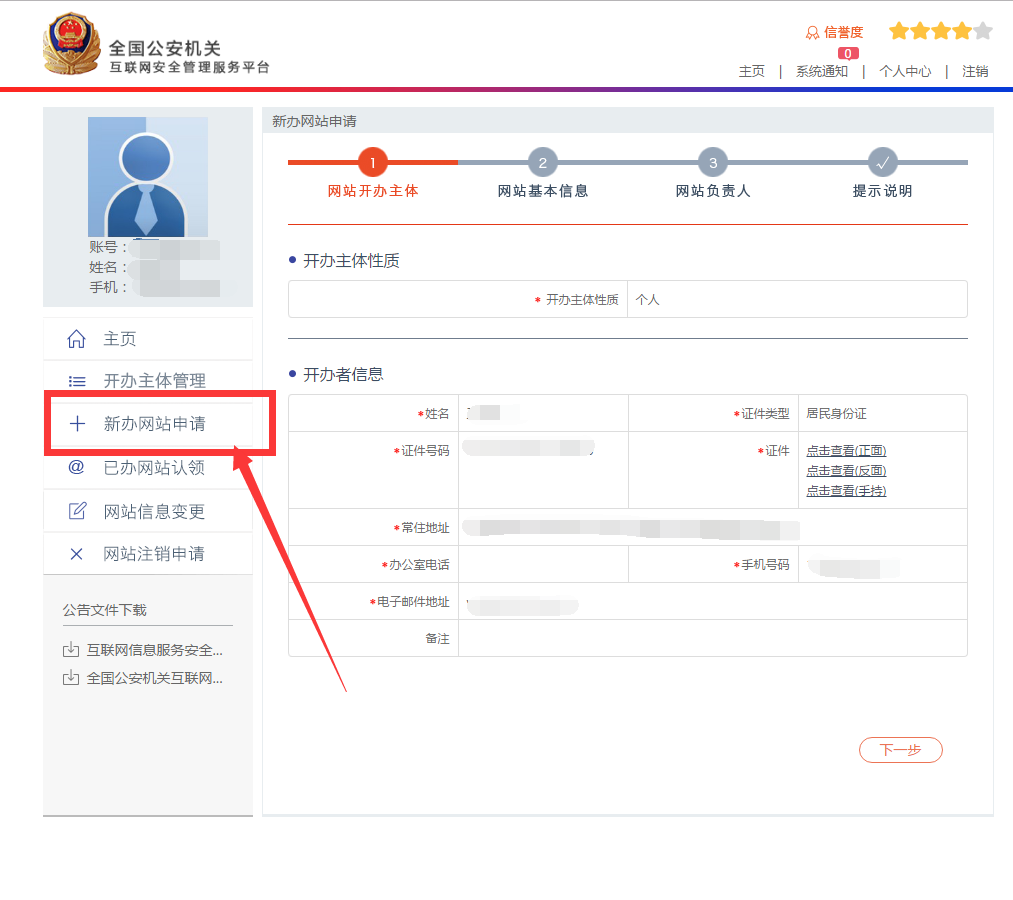 全国公安机关
互联网安全管理服务平台
信誉度
0
主页 | 系统通知 | 个人中心 | 注销
账号：
姓名：
手机：
主页
开办主体管理
新办网站申请
@ 已办网站认领
网站信息变更
网站注销申请
公告文件下载
互联网信息服务安全...
全国公安机关互联网...
新办网站申请
1 2 3
网站开办主体 网站基本信息 网站负责人 提示说明
开办主体性质
* 开办主体性质 个人
开办者信息
*姓名 *证件类型 居民身份证
*证件号码 *证件 点击查看(正面)
点击查看(反面)
点击查看(手持)
*常住地址
*办公室电话 *手机号码
*电子邮件地址
备注
下一步